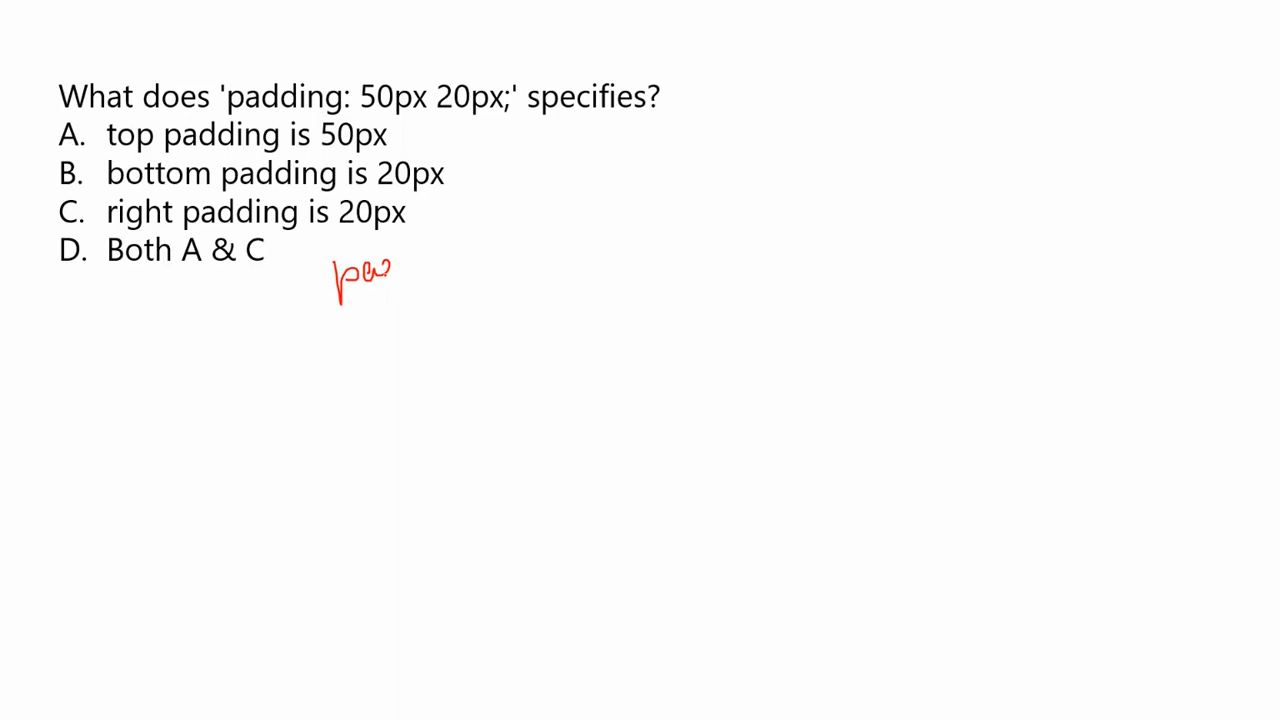 What does 'padding: 50px 20px;' specifies?
A. top padding is 50px
B. bottom padding is 20px
C. right padding is 20px
D. Both A & C